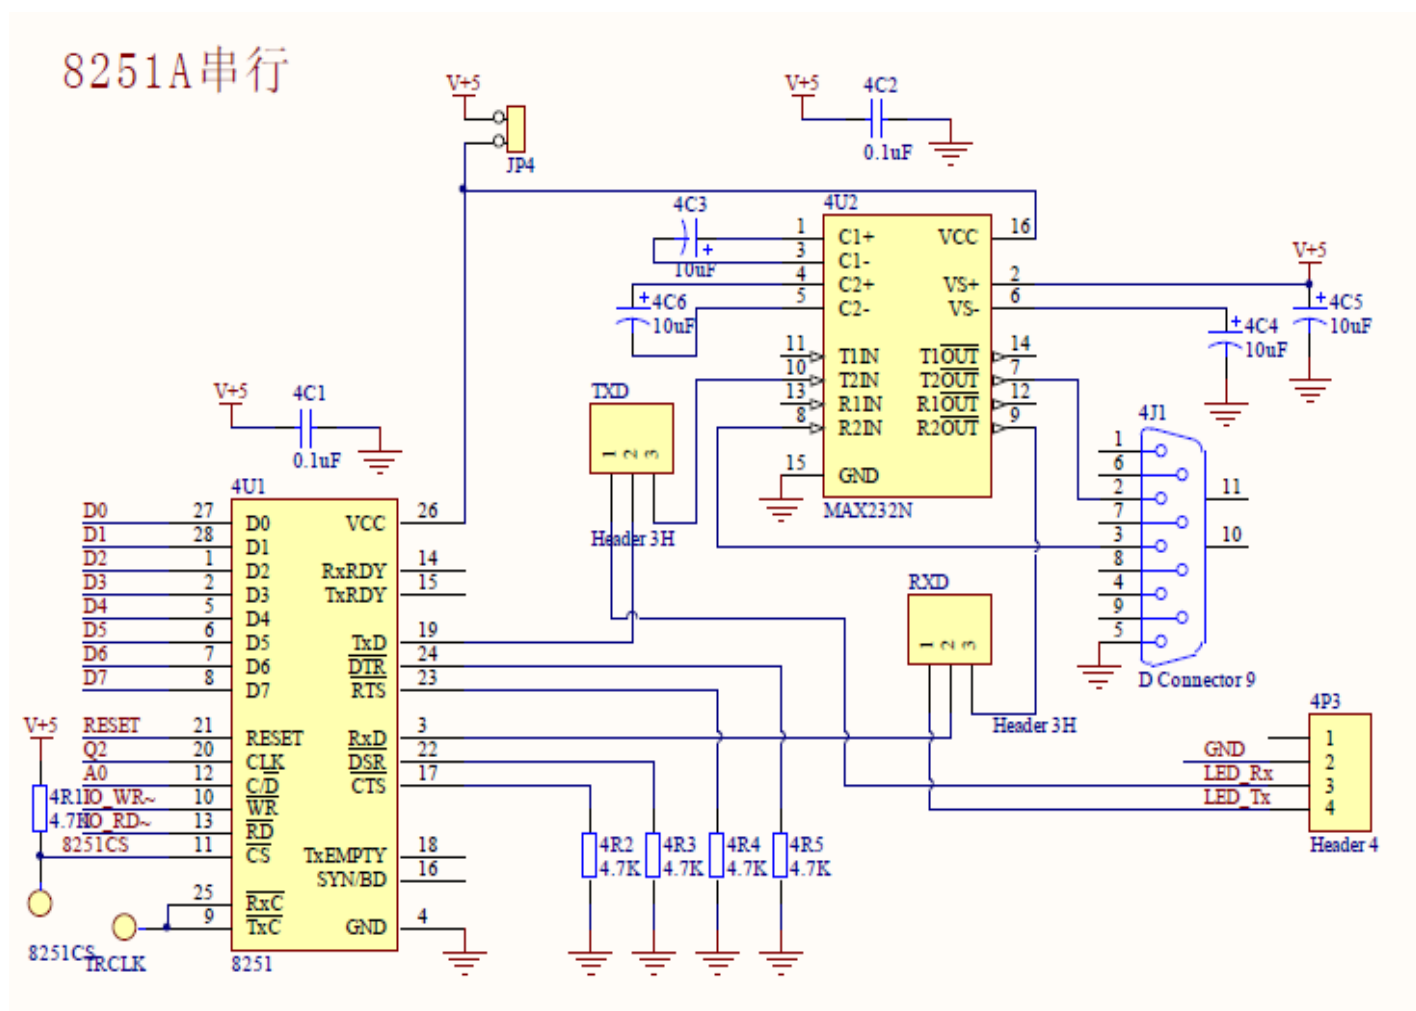 8251A串行
V+5
JP4
V+5
4C2
0.1uF
4C3
10uF
4C6
10uF
4U2
1 C1+ VCC 16
3 C1-
4 C2+ VS+ 2
5 C2- VS- 6
11 T1IN T1OUT 14
10 T2IN T2OUT 7
13 R1IN R1OUT 12
8 R2IN R2OUT 9
15 GND
MAX232N
V+5
4C5
10uF
4C4
10uF
V+5
4C1
0.1uF
TXD
1 2 3
Header 3H
4J1
1
6
2
7
3
8
4
9
5
11
10
D Connector 9
RXD
1 2 3
Header 3H
4U1
D0 27 D0 VCC 26
D1 28 D1
D2 1 D2 RxRDY 14
D3 2 D3 TxRDY 15
D4 5 D4
D5 6 D5 TxD 19
D6 7 D6 DTR 24
D7 8 D7 RTS 23
RESET 21 RESET RxD 3
Q2 20 CLK DSR 22
A0 12 C/D CTS 17
IO_WR~ 10 WR
IO_RD~ 13 RD
8251CS 11 CS TxEMPTY 18
SYN/BD 16
25 RxC
9 TxC GND 4
8251
V+5
4R1
4.7K
8251CS
TRCLK
4R2
4.7K
4R3
4.7K
4R4
4.7K
4R5
4.7K
4P3
1
GND 2
LED_Rx 3
LED_Tx 4
Header 4